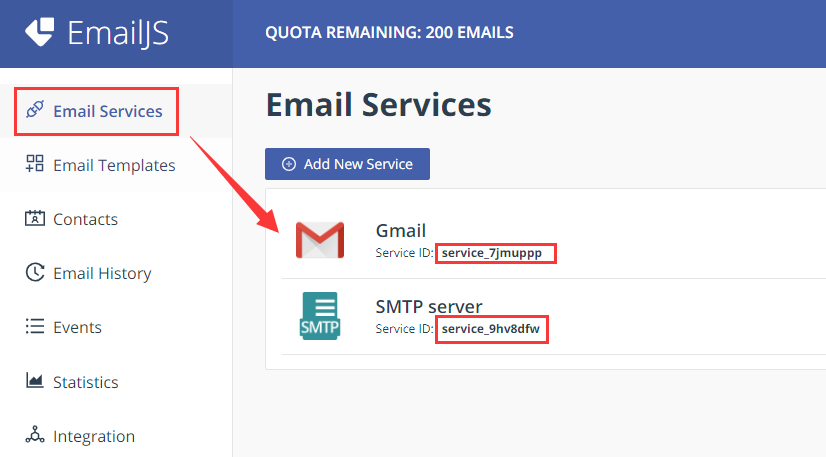 EmailJS
QUOTA REMAINING: 200 EMAILS
Email Services
Email Templates
Contacts
Email History
Events
Statistics
Integration
Email Services
Add New Service
Gmail
Service ID: service_7jmuppp
SMTP
SMTP server
Service ID: service_9hv8dfw